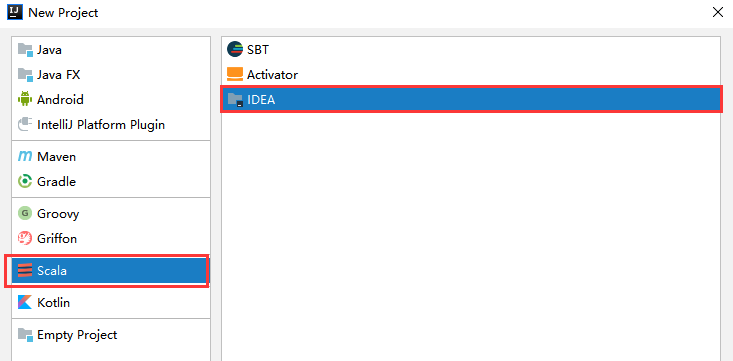 New Project
Java
Java FX
Android
IntelliJ Platform Plugin
Maven
Gradle
Groovy
Griffon
Scala
Kotlin
Empty Project
SBT
Activator
IDEA